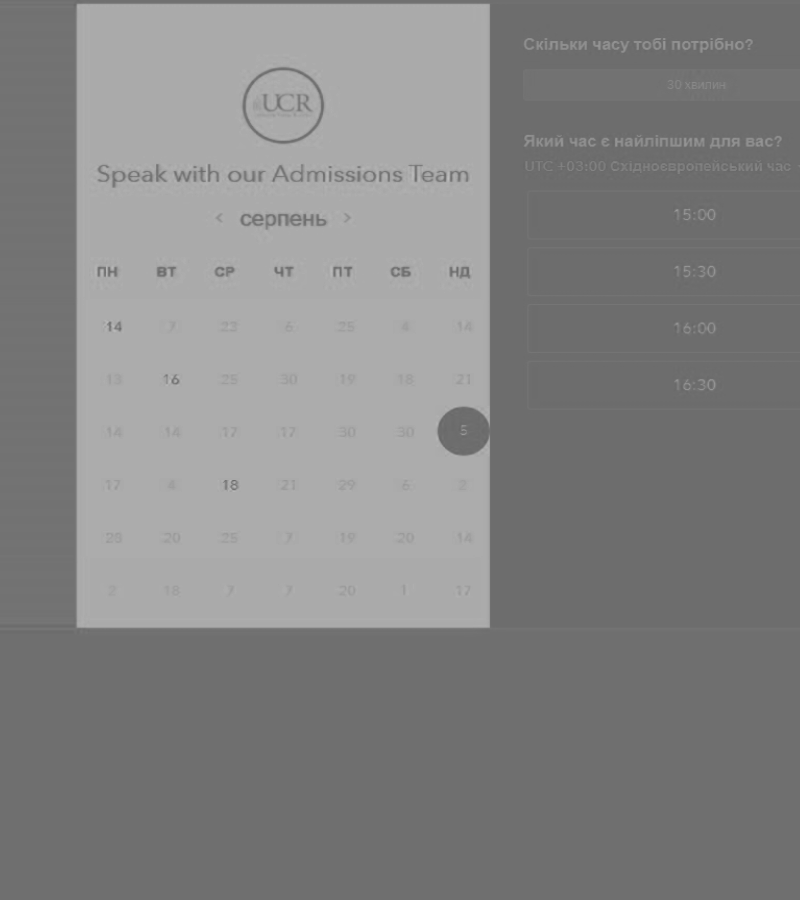 UCR
Speak with our Admissions Team
< серпень >
ПН ВТ СР ЧТ ПТ СБ НД
14 7 22 6 25 4 14
13 16 25 30 19 18 21
14 14 17 17 30 30 5
17 4 18 21 29 6 2
20 25 7 19 20 14
2 18 7 7 20 1 17
Скільки часу тобі потрібно?
30 хвилин
Який час є найліпшим для вас?
UTC +03:00 Східноєвропейський час
15:00
15:30
16:00
16:30